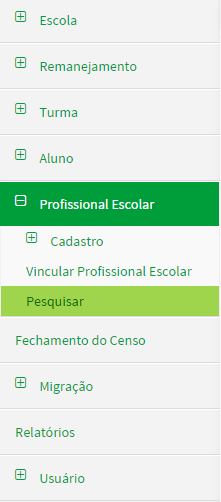 Escola
Remanejamento
Turma
Aluno
Profissional Escolar
Cadastro
Vincular Profissional Escolar
Pesquisar
Fechamento do Censo
Migração
Relatórios
Usuário